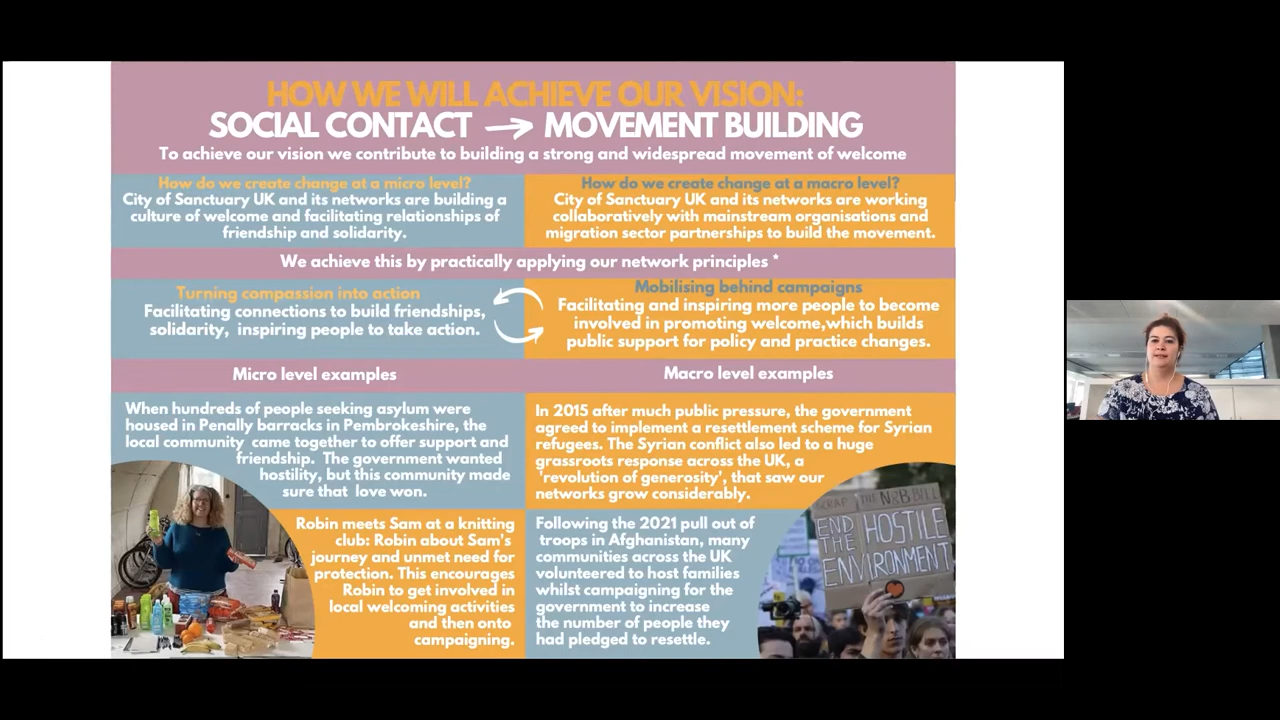 HOW WE WILL ACHIEVE OUR VISION:
SOCIAL CONTACT → MOVEMENT BUILDING
To achieve our vision we contribute to building a strong and widespread movement of welcome
How do we create change at a micro level?
City of Sanctuary UK and its networks are building a
culture of welcome and facilitating relationships of
friendship and solidarity.
How do we create change at a macro level?
City of Sanctuary UK and its networks are working
collaboratively with mainstream organisations and
migration sector partnerships to build the movement.
We achieve this by practically applying our network principles *
Turning compassion into action
Facilitating connections to build friendships,
solidarity, inspiring people to take action.
Mobilising behind campaigns
Facilitating and inspiring more people to become
involved in promoting welcome,which builds
public support for policy and practice changes.
Micro level examples
Macro level examples
When hundreds of people seeking asylum were
housed in Penally barracks in Pembrokeshire, the
local community came together to offer support and
friendship. The government wanted
hostility, but this community made
sure that love won.
In 2015 after much public pressure, the government
agreed to implement a resettlement scheme for Syrian
refugees. The Syrian conflict also led to a huge
grassroots response across the UK, a
'revolution of generosity', that saw our
networks grow considerably.
Robin meets Sam at a knitting
club: Robin about Sam's
journey and unmet need for
protection. This encourages
Robin to get involved in
local welcoming activities
and then onto
campaigning.
Following the 2021 pull out of
troops in Afghanistan, many
communities across the UK
volunteered to host families
whilst campaigning for the
government to increase
the number of people they
had pledged to resettle.
SCRAP THE N&B BILL
END HOSTILE
THE
ENVIRONMENT